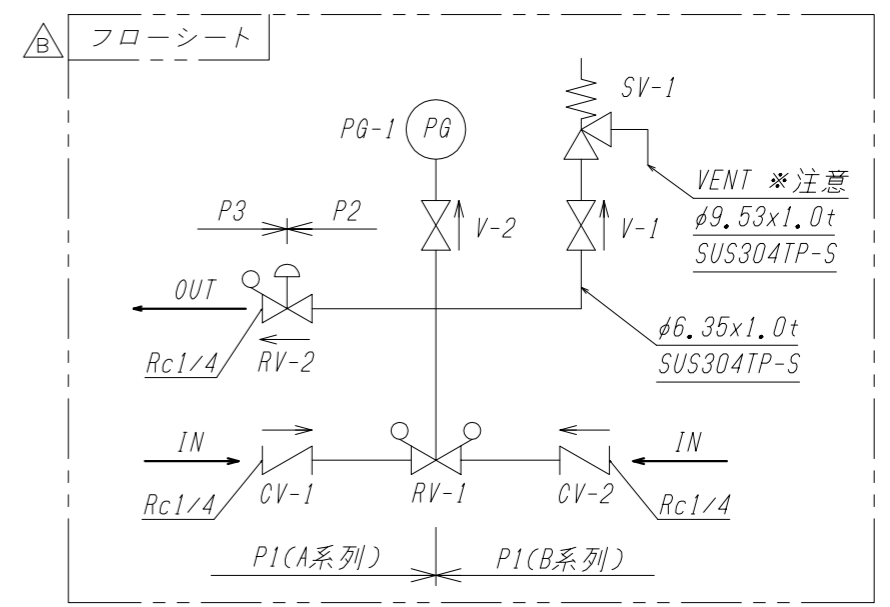 B
フローシート
SV-1
PG-1
PG
VENT ※注意
φ9.53x1.0t
SUS304TP-S
P3
P2
V-2
V-1
OUT
φ6.35x1.0t
SUS304TP-S
Rc1/4
RV-2
IN
IN
Rc1/4
CV-1
RV-1
CV-2
Rc1/4
P1(A系列)
P1(B系列)